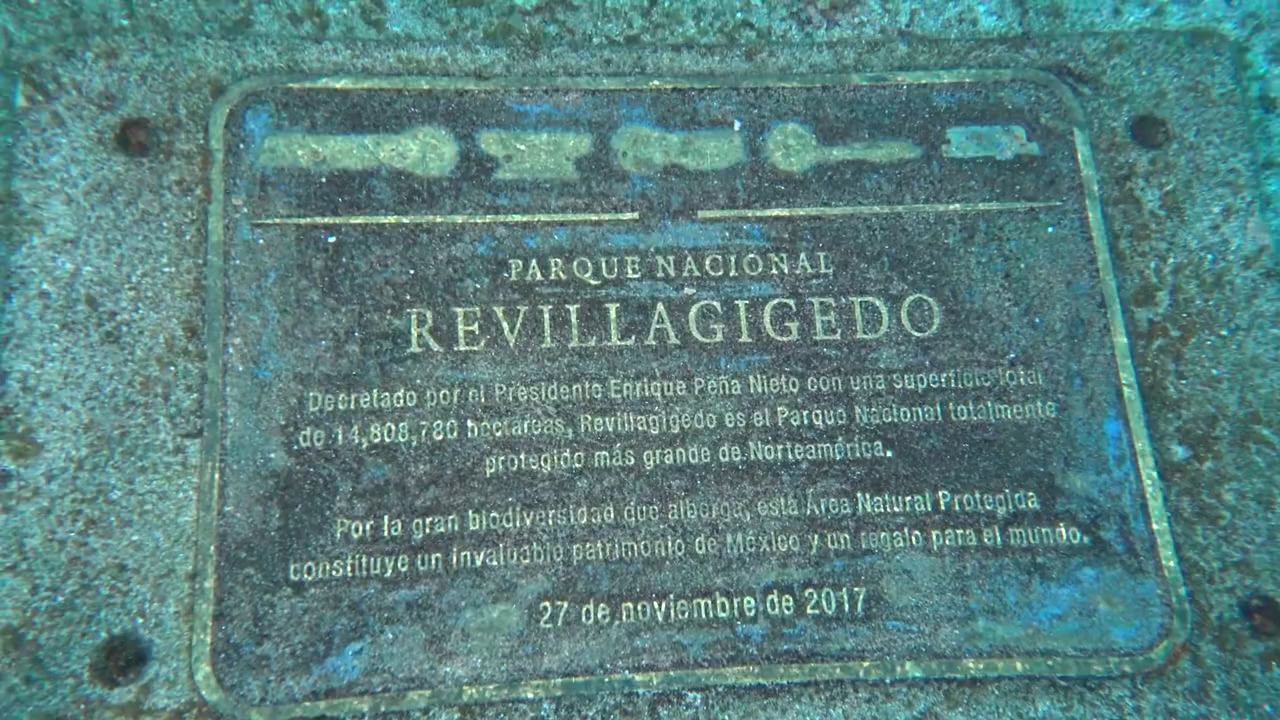 PARQUE NACIONAL
REVILLAGIGEDO
Decretado por el Presidente Enrique Peña Nieto con una superficie total
de 14,808,780 hectáreas, Revillagigedo es el Parque Nacional totalmente
protegido más grande de Norteamérica.
Por la gran biodiversidad que alberga, esta Área Natural Protegida
constituye un invaluable patrimonio de México y un regalo para el mundo.
27 de noviembre de 2017